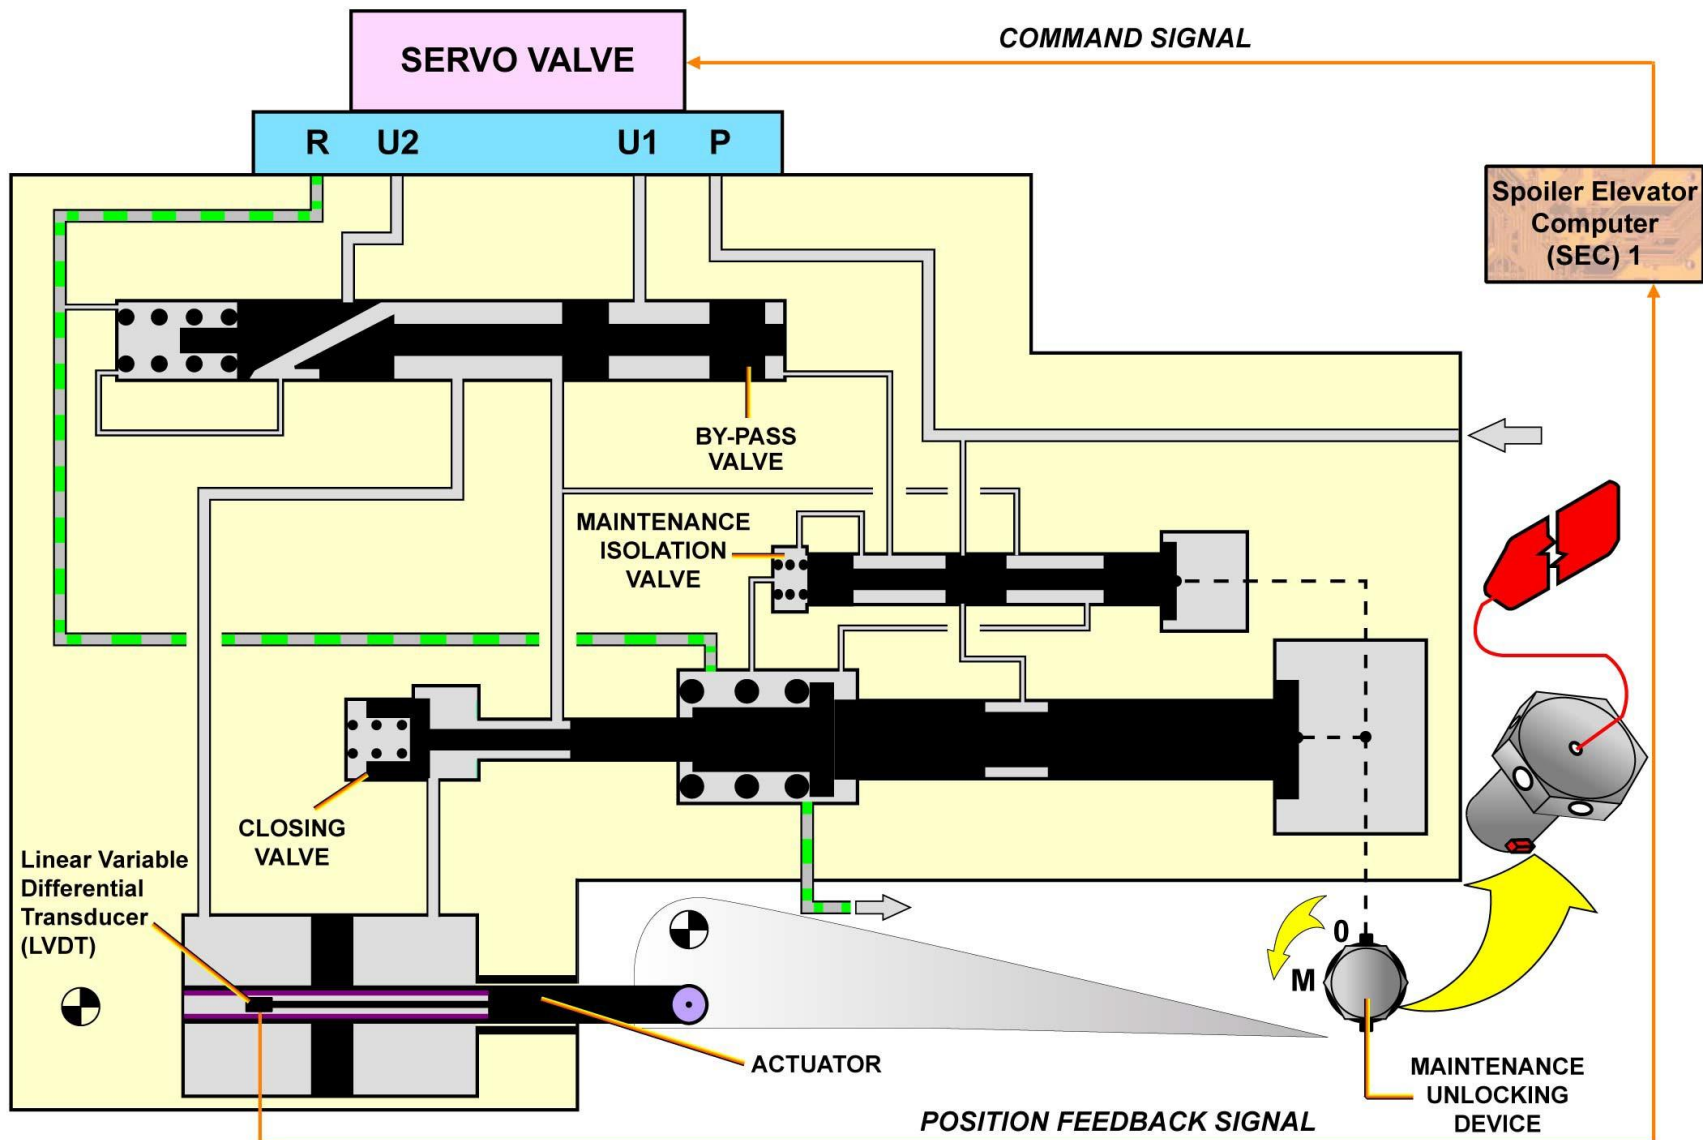 COMMAND SIGNAL
SERVO VALVE
R U2 U1 P
Spoiler Elevator
Computer
(SEC) 1
BY-PASS
VALVE
MAINTENANCE
ISOLATION
VALVE
CLOSING
VALVE
Linear Variable
Differential
Transducer
(LVDT)
0
M
ACTUATOR
MAINTENANCE
UNLOCKING
DEVICE
POSITION FEEDBACK SIGNAL